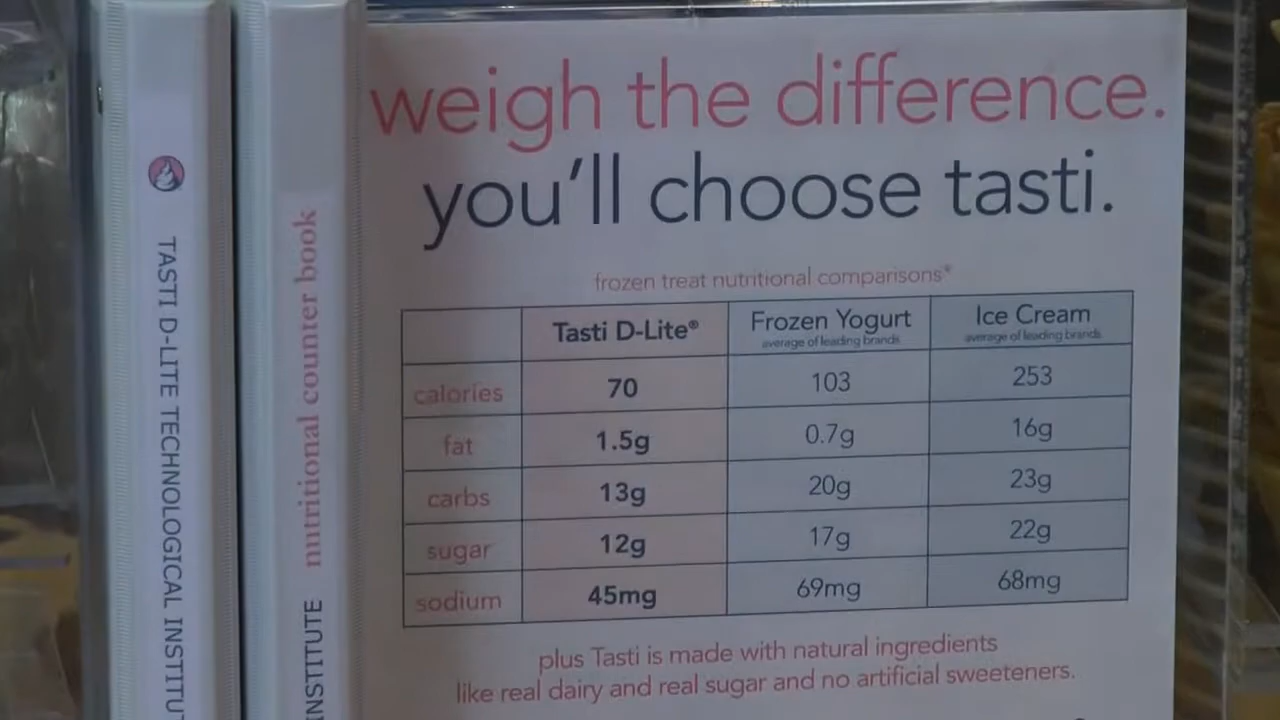 TASTI D-LITE TECHNOLOGICAL INSTITUT
nutritional counter book
INSTITUTE
weigh the difference.
you'll choose tasti.
frozen treat nutritional comparisons*
Tasti D-Lite® Frozen Yogurt Ice Cream
average of leading brands average of leading brands
calories 70 103 253
fat 1.5g 0.7g 16g
carbs 13g 20g 23g
sugar 12g 17g 22g
sodium 45mg 69mg 68mg
plus Tasti is made with natural ingredients
like real dairy and real sugar and no artificial sweeteners.